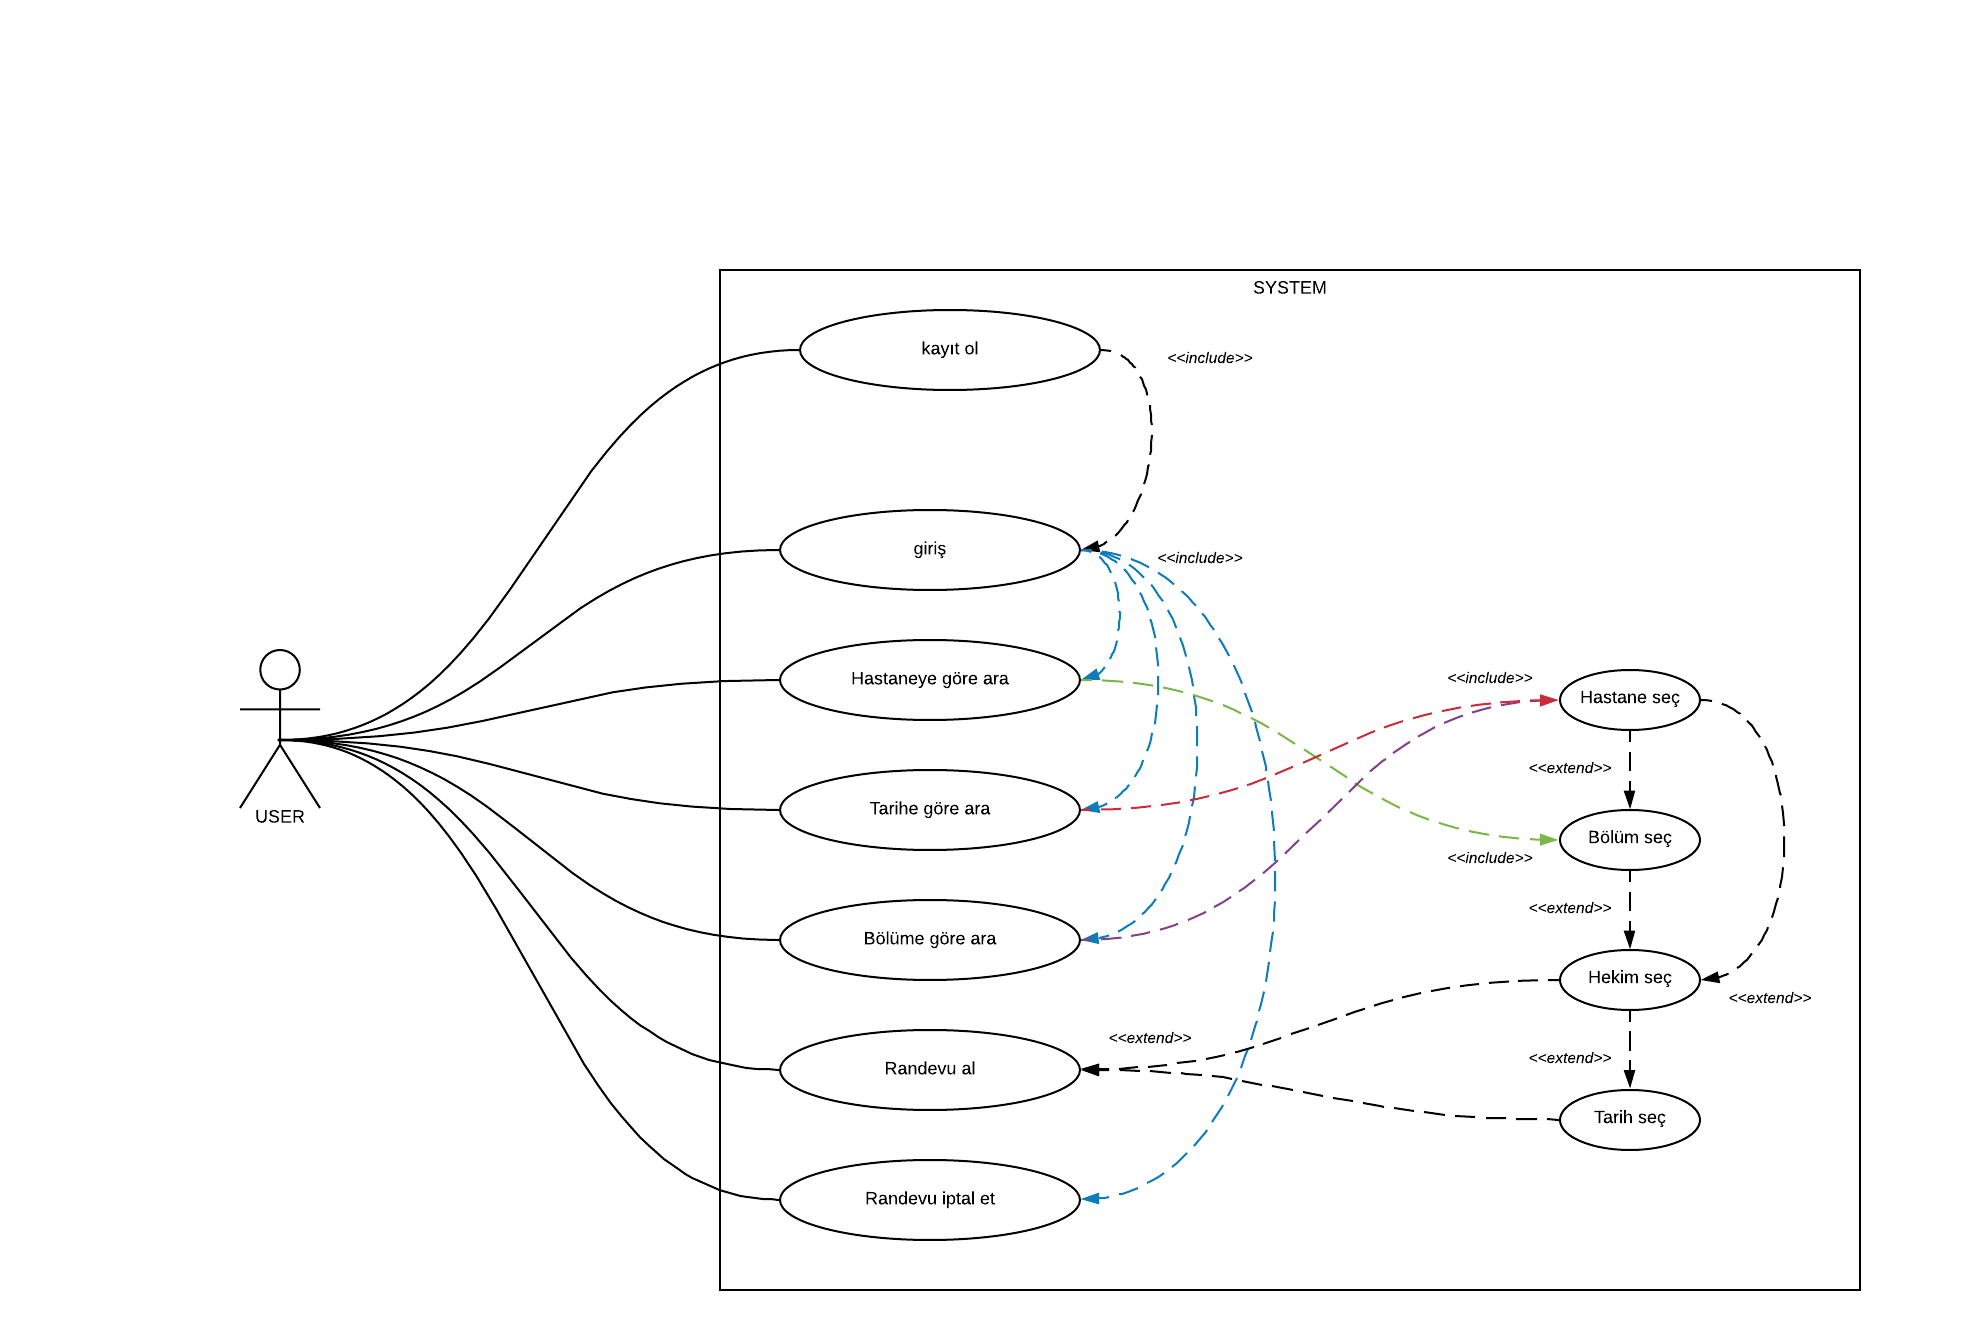 SYSTEM
kayıt ol
<<include>>
giriş
<<include>>
Hastaneye göre ara
<<include>>
Hastane seç
<<extend>>
Tarihe göre ara
USER
Bölüm seç
<<include>>
<<extend>>
Bölüme göre ara
Hekim seç
<<extend>>
<<extend>>
<<extend>>
Randevu al
Tarih seç
Randevu iptal et